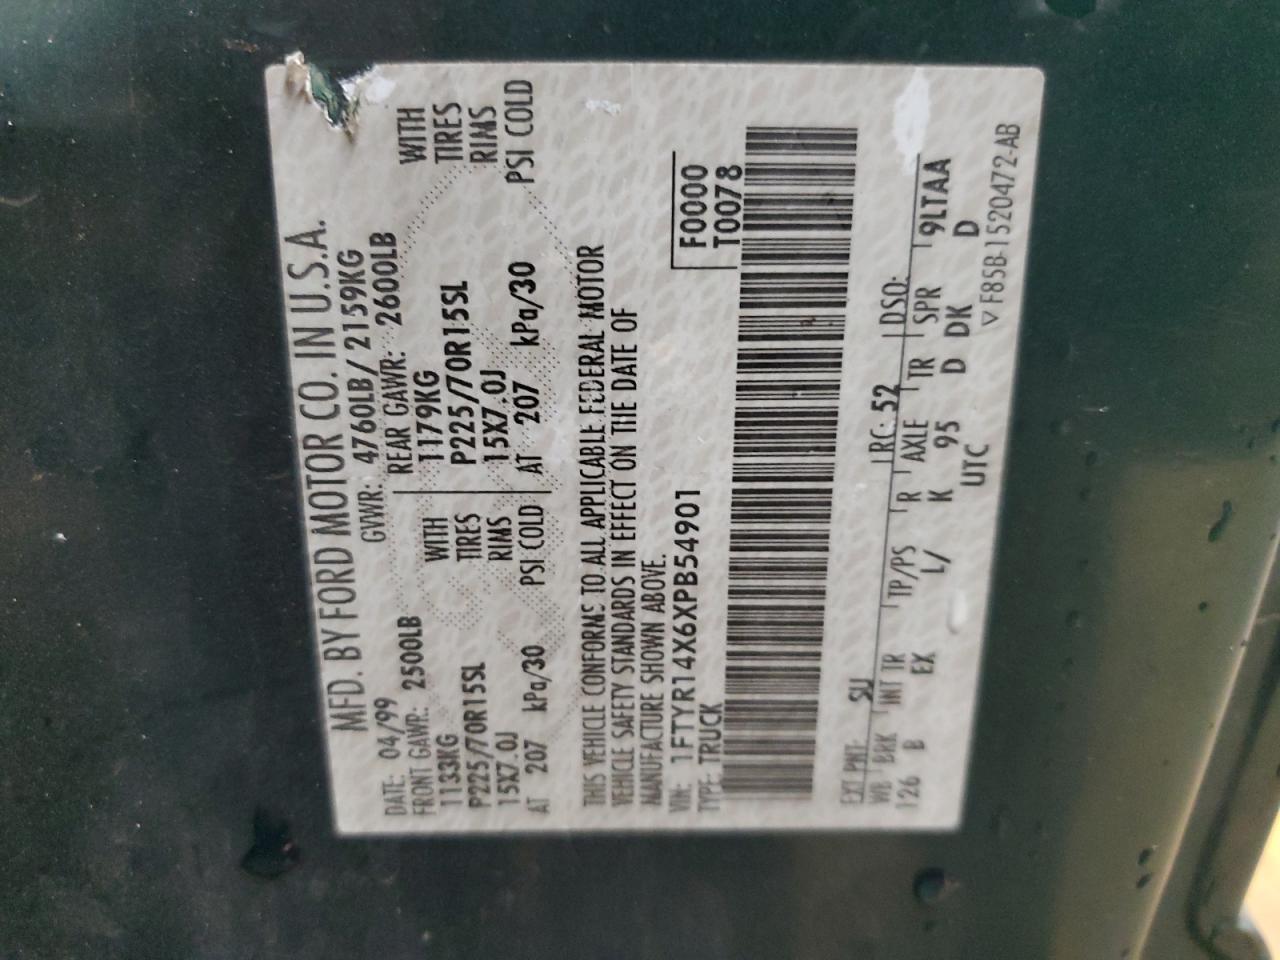 MFD. BY FORD MOTOR CO. IN U.S.A.
DATE: 04/99 GVWR: 4760LB/ 2159KG
FRONT GAWR: 2500LB REAR GAWR: 2600LB
1133KG WITH 1179KG WITH
P225/70R15SL TIRES P225/70R15SL TIRES
15X7.0J RIMS 15X7.0J RIMS
AT 207 kPa/30 PSI COLD AT 207 kPa/30 PSI COLD
THIS VEHICLE CONFORMS TO ALL APPLICABLE FEDERAL MOTOR
VEHICLE SAFETY STANDARDS IN EFFECT ON THE DATE OF
MANUFACTURE SHOWN ABOVE.
VIN: 1FTYR14X6XPB54901 F0000
TYPE: TRUCK T0078
EXT PNT: SU RC: 52 DSO:
WB BRK INT TR TP/PS R AXLE TR SPR 9LTAA
126 B EX L/ K 95 D DK D
UTC
▽ F85B-1520472-AB